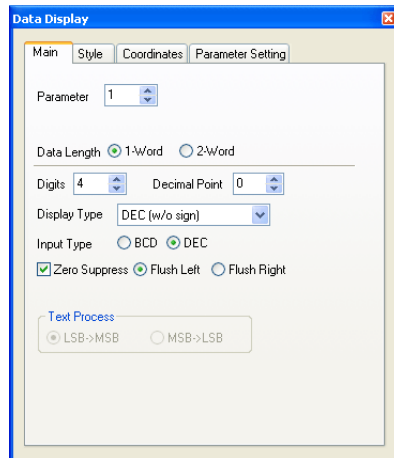 Data Display
Main Style Coordinates Parameter Setting
Parameter 1
Data Length 1-Word 2-Word
Digits 4 Decimal Point 0
Display Type DEC (w/o sign)
Input Type BCD DEC
Zero Suppress Flush Left Flush Right
Text Process
LSB->MSB MSB->LSB